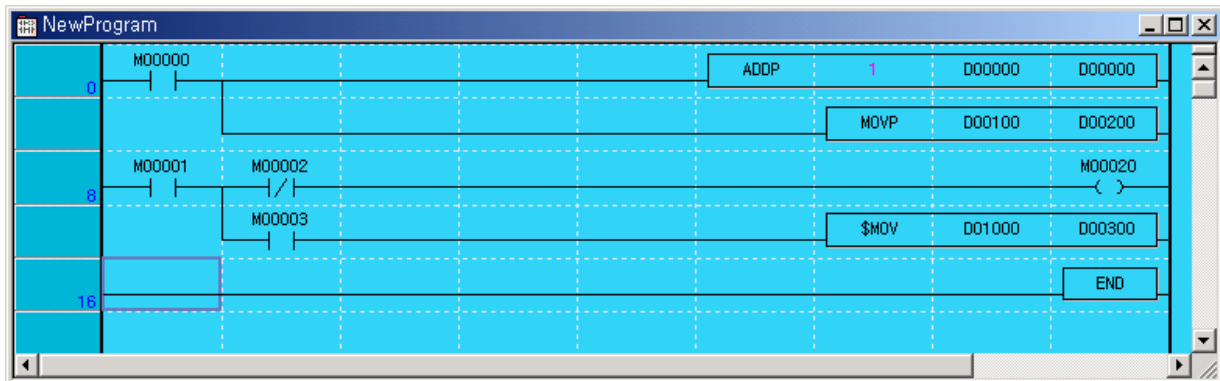 NewProgram
M00000
0 ADDP 1 D00000 D00000
MOVP D00100 D00200
M00001 M00002 M00020
8
M00003
$MOV D01000 D00300
16 END